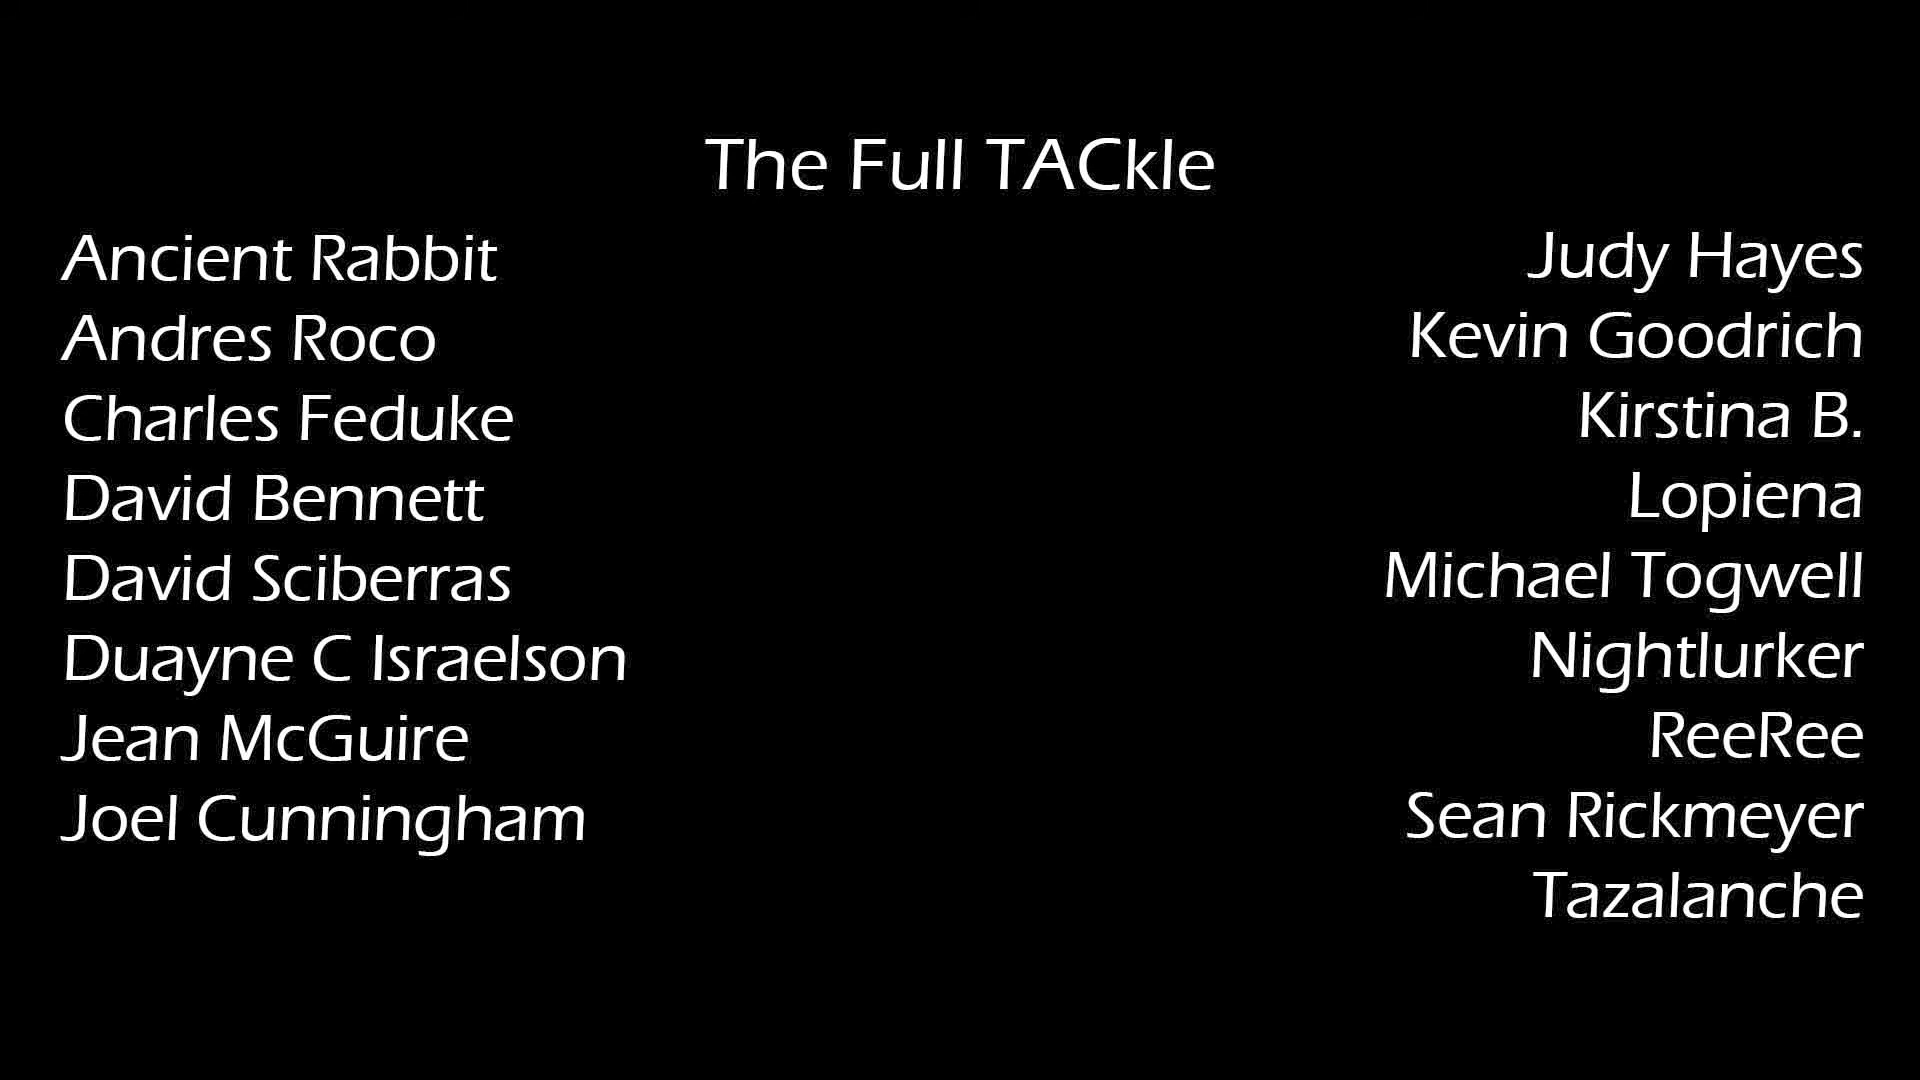 The Full TACkle
Ancient Rabbit
Andres Roco
Charles Feduke
David Bennett
David Sciberras
Duayne C Israelson
Jean McGuire
Joel Cunningham
Judy Hayes
Kevin Goodrich
Kirstina B.
Lopiena
Michael Togwell
Nightlurker
ReeRee
Sean Rickmeyer
Tazalanche